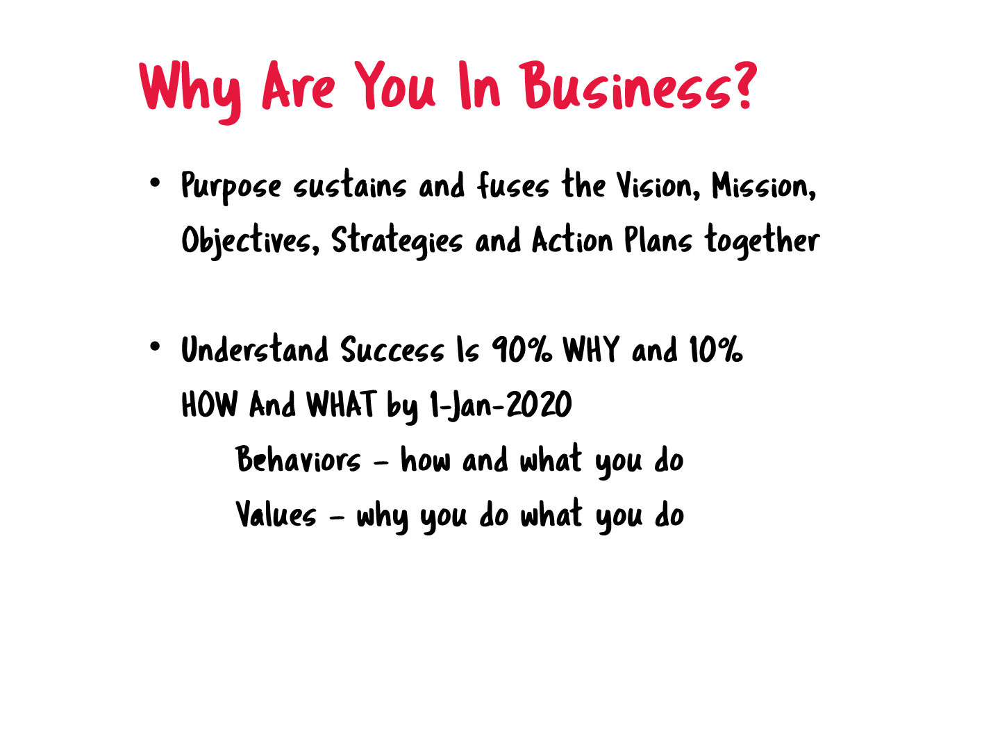 Why Are You In Business?
• Purpose sustains and fuses the Vision, Mission,
Objectives, Strategies and Action Plans together
• Understand Success Is 90% WHY and 10%
HOW And WHAT by 1-Jan-2020
Behaviors – how and what you do
Values – why you do what you do